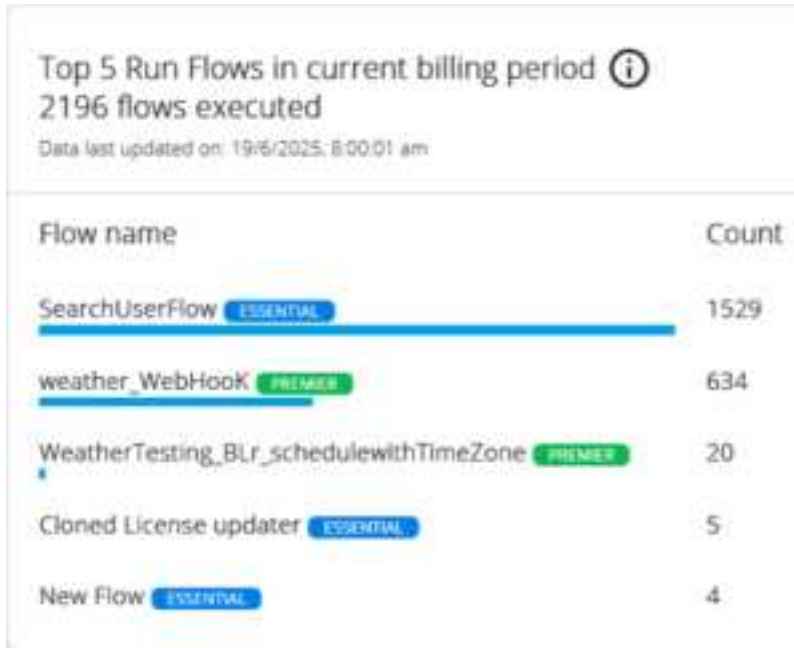 Top 5 Run Flows in current billing period
2196 flows executed
Data last updated on: 19/6/2025, 8:00:01 am
Flow name Count
SearchUserFlow ESSENTIAL 1529
weather_WebHooK PREMIER 634
WeatherTesting_BLr_schedulewithTimeZone PREMIER 20
Cloned License updater ESSENTIAL 5
New Flow ESSENTIAL 4